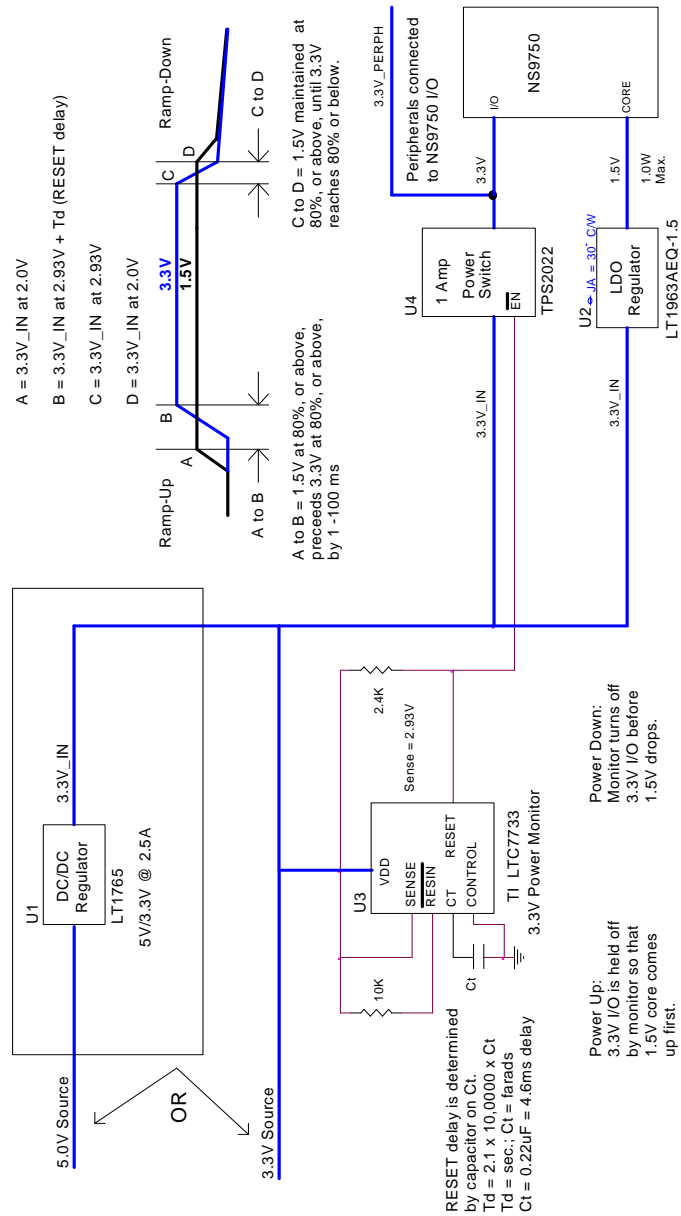 A = 3.3V_IN at 2.0V
B = 3.3V_IN at 2.93V + Td (RESET delay)
C = 3.3V_IN at 2.93V
D = 3.3V_IN at 2.0V
Ramp-Up
A
B
3.3V
1.5V
C
D
Ramp-Down
A to B
C to D
A to B = 1.5V at 80%, or above,
preceeds 3.3V at 80%, or above,
by 1 -100 ms
C to D = 1.5V maintained at
80%, or above, until 3.3V
reaches 80% or below.
5.0V Source
OR
3.3V Source
U1
DC/DC
Regulator
LT1765
5V/3.3V @ 2.5A
3.3V_IN
U3
VDD
SENSE
RESIN
CT
CONTROL
RESET
TI LTC7733
3.3V Power Monitor
Sense = 2.93V
10K
2.4K
Ct
RESET delay is determined
by capacitor on Ct.
Td = 2.1 x 10,0000 x Ct
Td = sec.; Ct = farads
Ct = 0.22uF = 4.6ms delay
Power Up:
3.3V I/O is held off
by monitor so that
1.5V core comes
up first.
Power Down:
Monitor turns off
3.3V I/O before
1.5V drops.
3.3V_IN
U4
1 Amp
Power
Switch
EN
TPS2022
3.3V_PERPH
Peripherals connected
to NS9750 I/O
3.3V
I/O
NS9750
CORE
3.3V_IN
U2
JA = 30° C/W
LDO
Regulator
LT1963AEQ-1.5
1.5V
1.0W
Max.